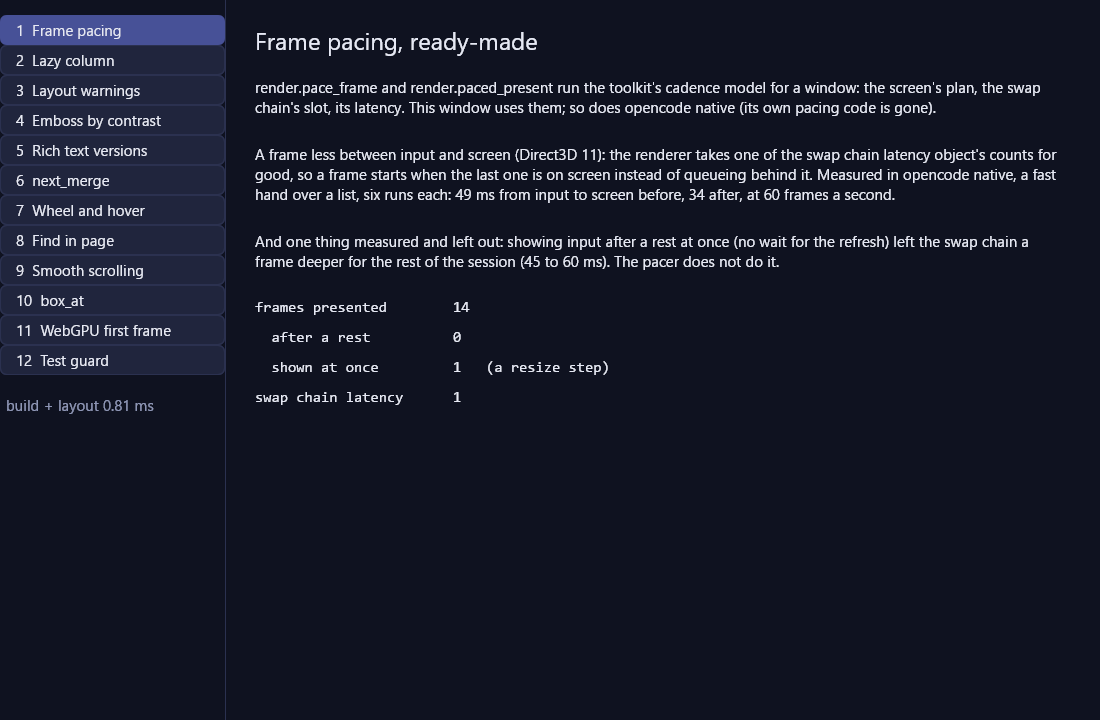 1 Frame pacing
2 Lazy column
3 Layout warnings
4 Emboss by contrast
5 Rich text versions
6 next_merge
7 Wheel and hover
8 Find in page
9 Smooth scrolling
10 box_at
11 WebGPU first frame
12 Test guard
build + layout 0.81 ms
Frame pacing, ready-made
render.pace_frame and render.paced_present run the toolkit's cadence model for a window: the screen's plan, the swap
chain's slot, its latency. This window uses them; so does opencode native (its own pacing code is gone).
A frame less between input and screen (Direct3D 11): the renderer takes one of the swap chain latency object's counts for
good, so a frame starts when the last one is on screen instead of queueing behind it. Measured in opencode native, a fast
hand over a list, six runs each: 49 ms from input to screen before, 34 after, at 60 frames a second.
And one thing measured and left out: showing input after a rest at once (no wait for the refresh) left the swap chain a
frame deeper for the rest of the session (45 to 60 ms). The pacer does not do it.
frames presented 14
after a rest 0
shown at once 1 (a resize step)
swap chain latency 1